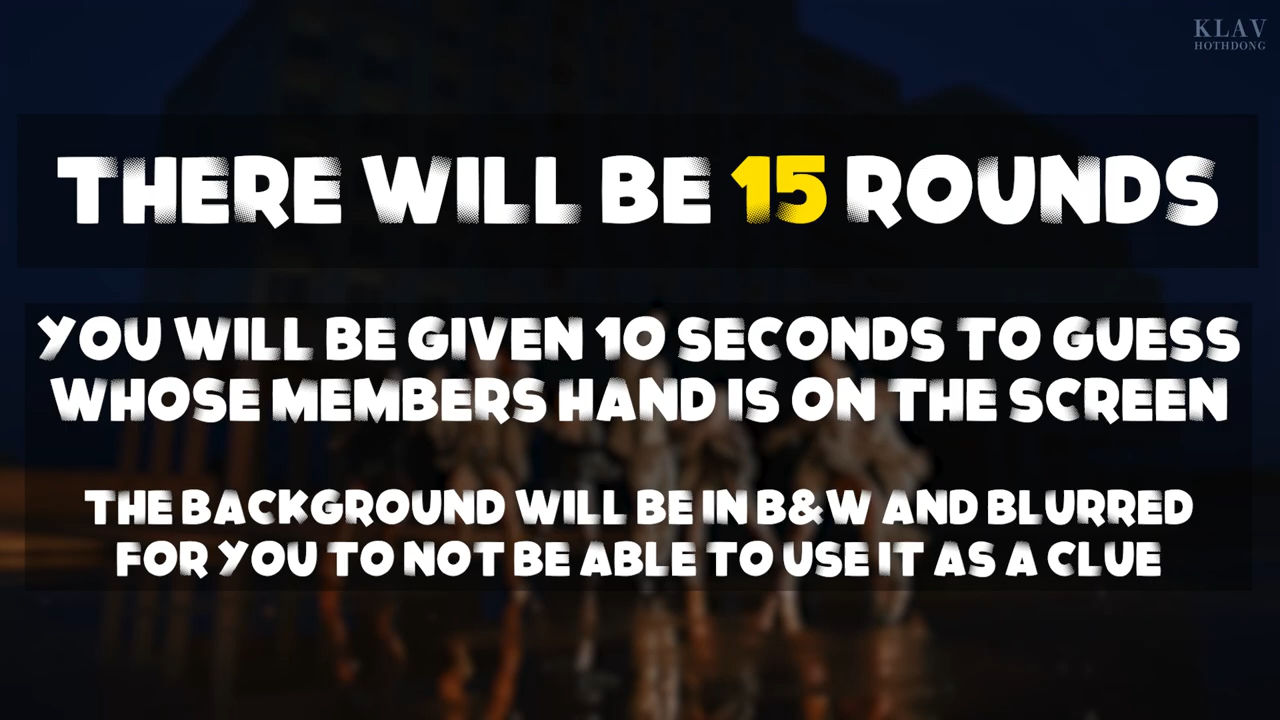 KLAV
HOTHDONG
THERE WILL BE 15 ROUNDS
YOU WILL BE GIVEN 10 SECONDS TO GUESS
WHOSE MEMBERS HAND IS ON THE SCREEN
THE BACKGROUND WILL BE IN B&W AND BLURRED
FOR YOU TO NOT BE ABLE TO USE IT AS A CLUE